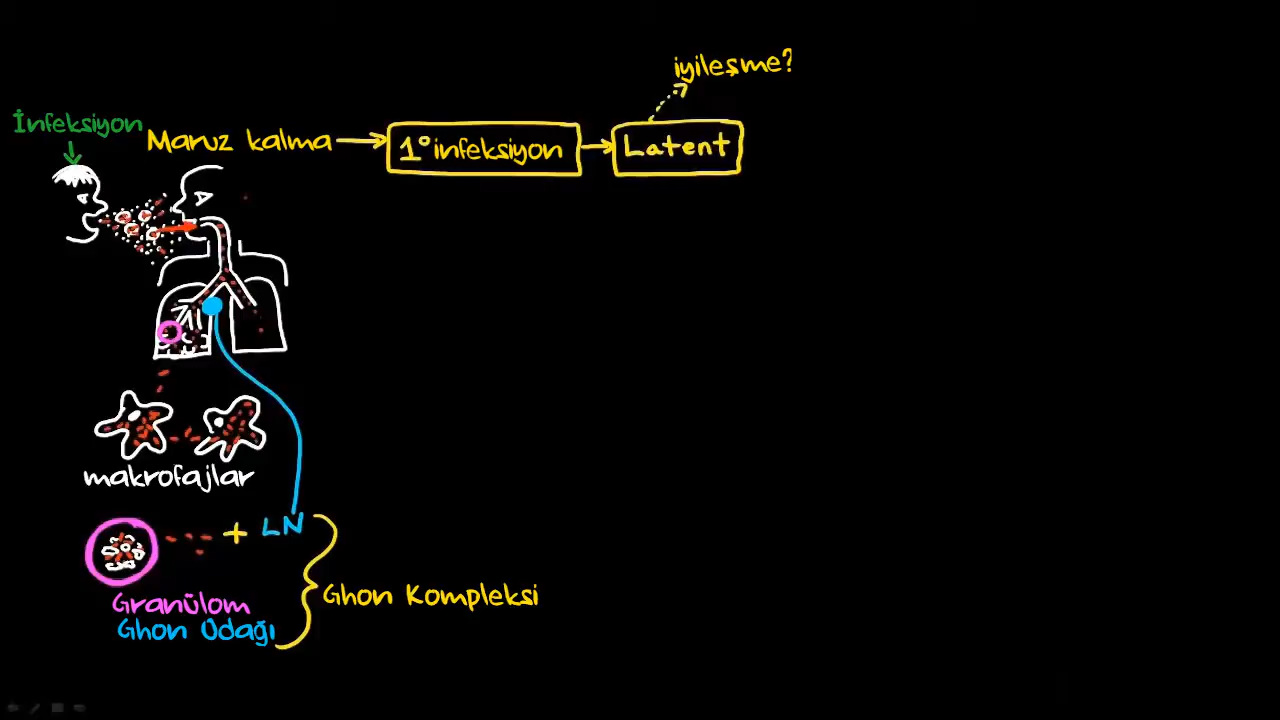 iyileşme?
İnfeksiyon
Maruz kalma
1° infeksiyon
Latent
makrofajlar
+ LN
Granülom
Ghon Odağı
Ghon Kompleksi